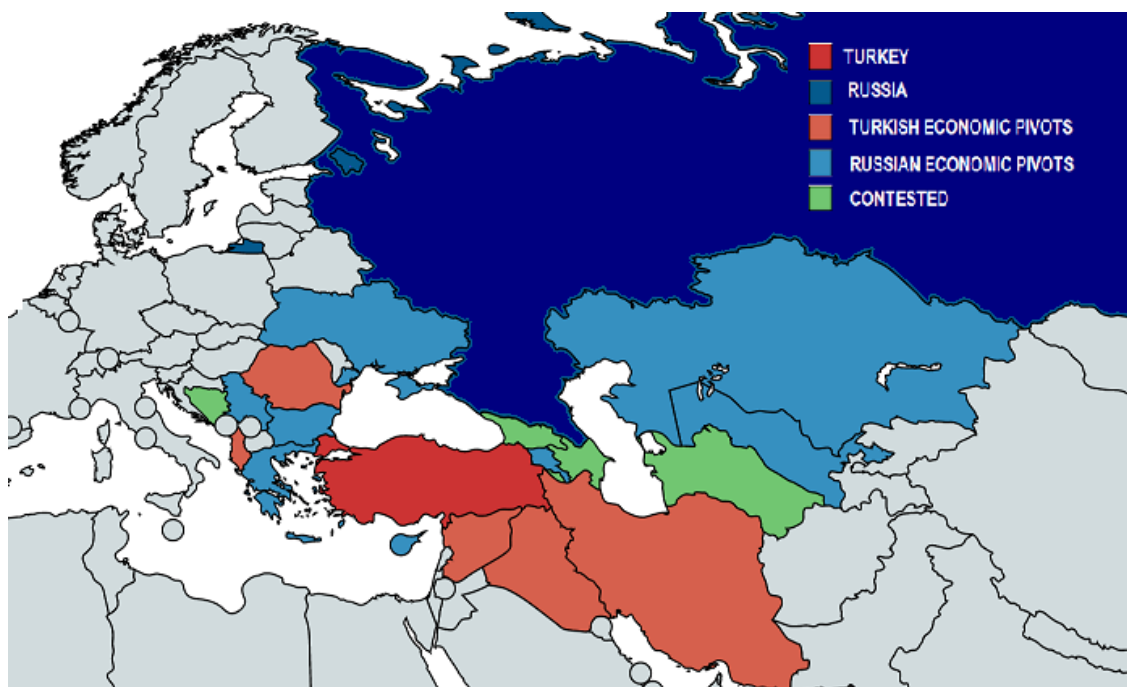 TURKEY
RUSSIA
TURKISH ECONOMIC PIVOTS
RUSSIAN ECONOMIC PIVOTS
CONTESTED